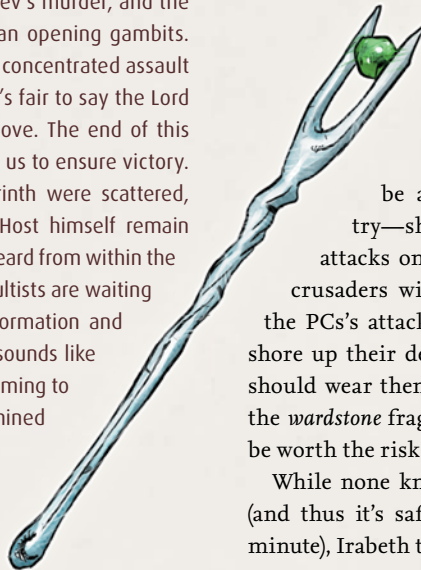 ev's murder, and the
an opening gambits.
concentrated assault
's fair to say the Lord
ove. The end of this
us to ensure victory.
rinth were scattered,
Host himself remain
eard from within the
ultists are waiting
ormation and
sounds like
ming to
nined
be a
try—sh
attacks on
crusaders wi
the PCs's attack
shore up their de
should wear them
the wardstone frag
be worth the risk
While none kn
(and thus it's saf
minute), Irabeth t